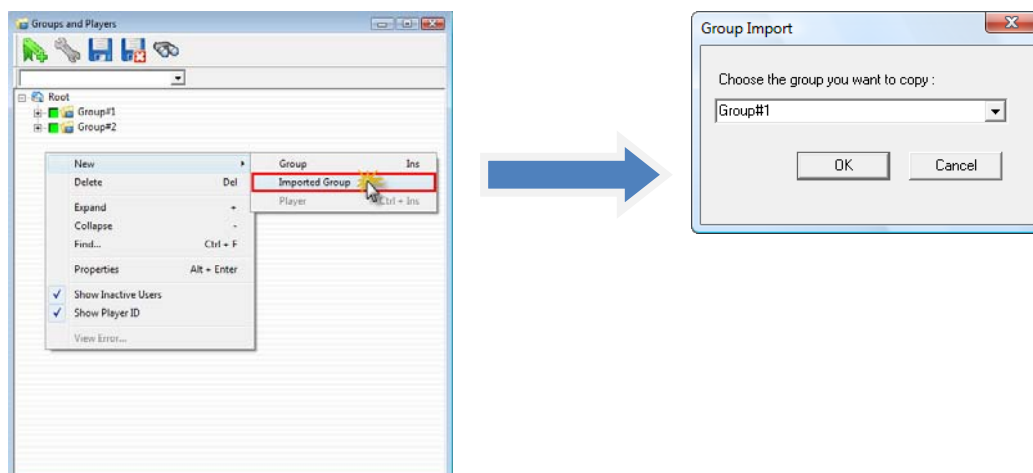 Groups and Players
Root
Group#1
Group#2
New
Group Ins
Delete Del
Imported Group
Expand +
Player Ctrl + Ins
Collapse -
Find... Ctrl + F
Properties Alt + Enter
Show Inactive Users
Show Player ID
View Error...
Group Import
Choose the group you want to copy :
Group#1
OK Cancel